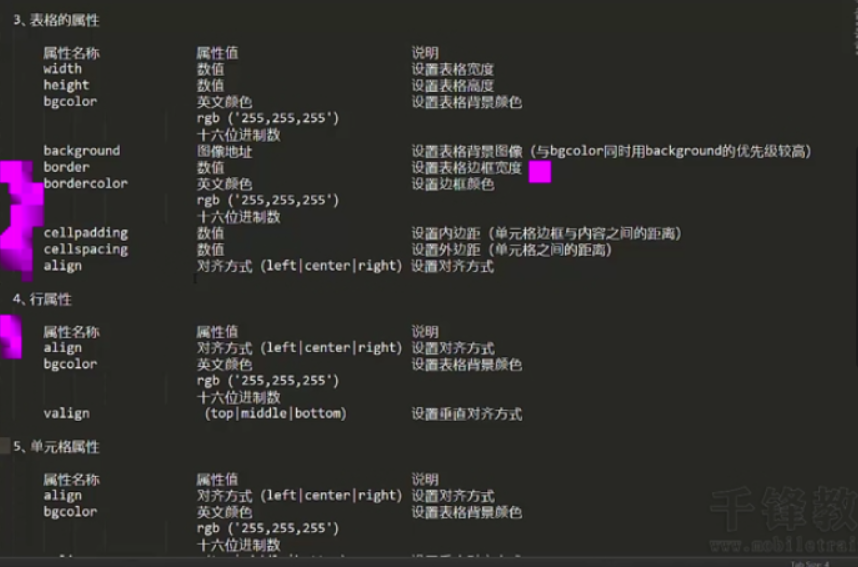 3、表格的属性
属性名称 属性值 说明
width 数值 设置表格宽度
height 数值 设置表格高度
bgcolor 英文颜色 设置表格背景颜色
rgb ('255,255,255')
十六位进制数
background 图像地址 设置表格背景图像 (与bgcolor同时用background的优先级较高)
border 数值 设置表格边框宽度
bordercolor 英文颜色 设置边框颜色
rgb ('255,255,255')
十六位进制数
cellpadding 数值 设置内边距 (单元格边框与内容之间的距离)
cellspacing 数值 设置外边距 (单元格之间的距离)
align 对齐方式 (left|center|right) 设置对齐方式
4、行属性
属性名称 属性值 说明
align 对齐方式 (left|center|right) 设置对齐方式
bgcolor 英文颜色 设置表格背景颜色
rgb ('255,255,255')
十六位进制数
valign (top|middle|bottom) 设置垂直对齐方式
5、单元格属性
属性名称 属性值 说明
align 对齐方式 (left|center|right) 设置对齐方式
bgcolor 英文颜色 设置表格背景颜色
rgb ('255,255,255')
十六位进制数
千锋教
www.mobiletrai
Tab Size: 4